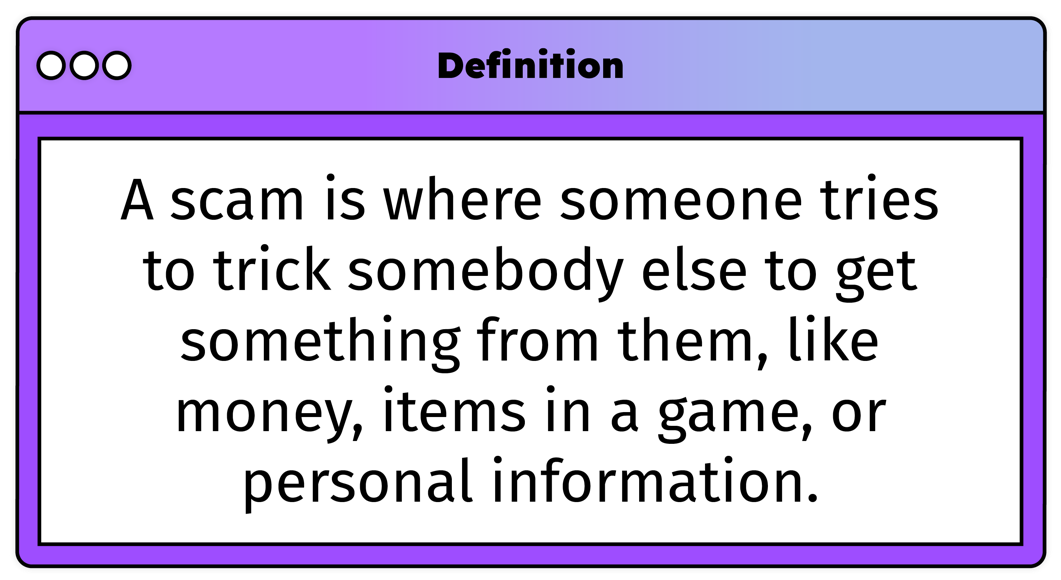 Definition
A scam is where someone tries
to trick somebody else to get
something from them, like
money, items in a game, or
personal information.